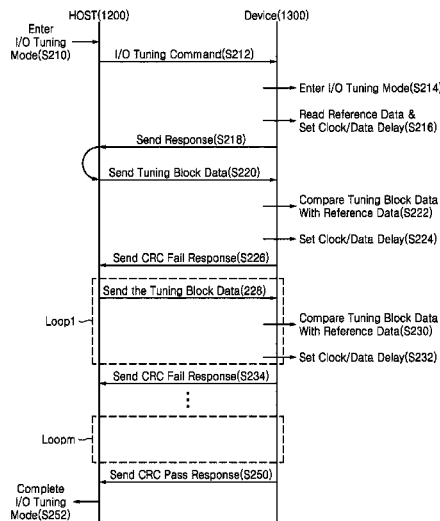 HOST(1200)
Device(1300)
Enter
I/O Tuning
Mode(S210)
I/O Tuning Command(S212)
Enter I/O Tuning Mode(S214)
Read Reference Data &
Set Clock/Data Delay(S216)
Send Response(S218)
Send Tuning Block Data(S220)
Compare Tuning Block Data
With Reference Data(S222)
Set Clock/Data Delay(S224)
Send CRC Fail Response(S226)
Send the Tuning Block Data(228)
Loop1
Compare Tuning Block Data
With Reference Data(S230)
Set Clock/Data Delay(S232)
Send CRC Fail Response(S234)
Loopm
Send CRC Pass Response(S250)
Complete
I/O Tuning
Mode(S252)